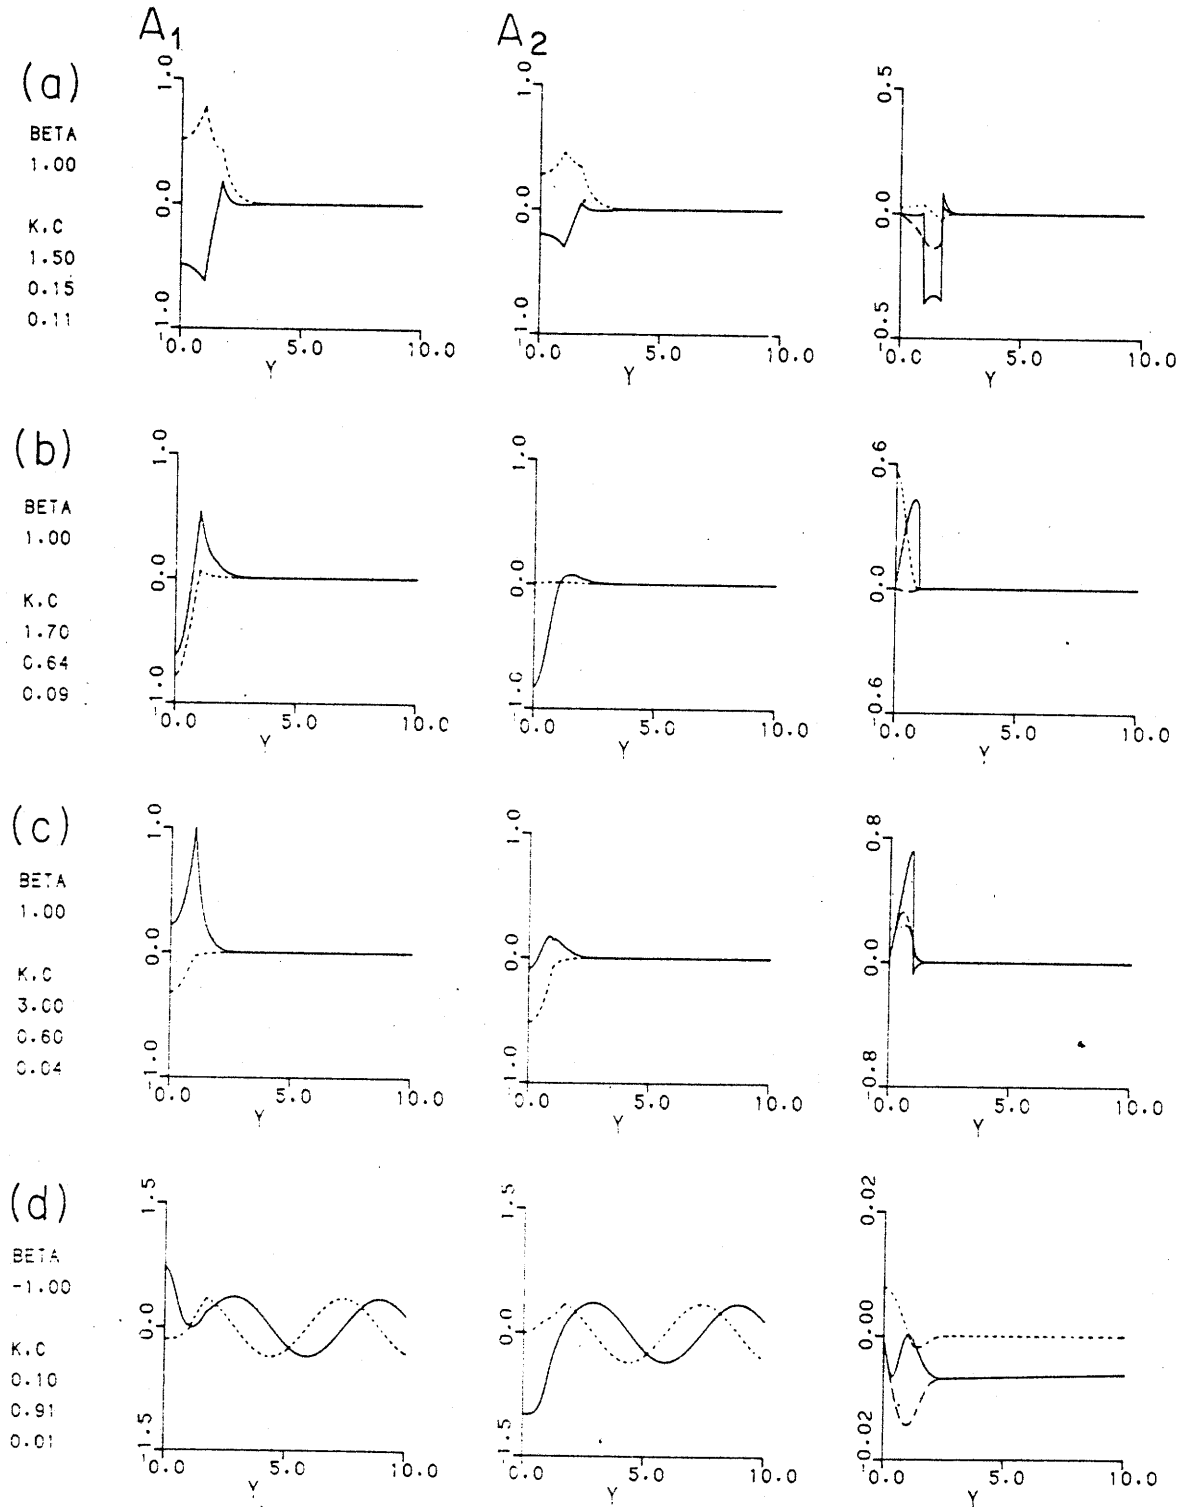 A1 A2
(a)
BETA
1.00
K,C
1.50
0.15
0.11
1.0 0.0 -1.0
0.0 5.0 10.0
Y
1.0 0.0 -1.0
0.0 5.0 10.0
Y
0.5 0.0 -0.5
0.0 5.0 10.0
Y
(b)
BETA
1.00
K,C
1.70
0.64
0.09
1.0 0.0 -1.0
0.0 5.0 10.0
Y
1.0 0.0 -1.0
0.0 5.0 10.0
Y
0.6 0.0 -0.6
0.0 5.0 10.0
Y
(c)
BETA
1.00
K,C
3.00
0.60
0.04
1.0 0.0 -1.0
0.0 5.0 10.0
Y
1.0 0.0 -1.0
0.0 5.0 10.0
Y
0.8 0.0 -0.8
0.0 5.0 10.0
Y
(d)
BETA
-1.00
K,C
0.10
0.91
0.01
1.5 0.0 -1.5
0.0 5.0 10.0
Y
1.5 0.0 -1.5
0.0 5.0 10.0
Y
0.02 0.00 -0.02
0.0 5.0 10.0
Y